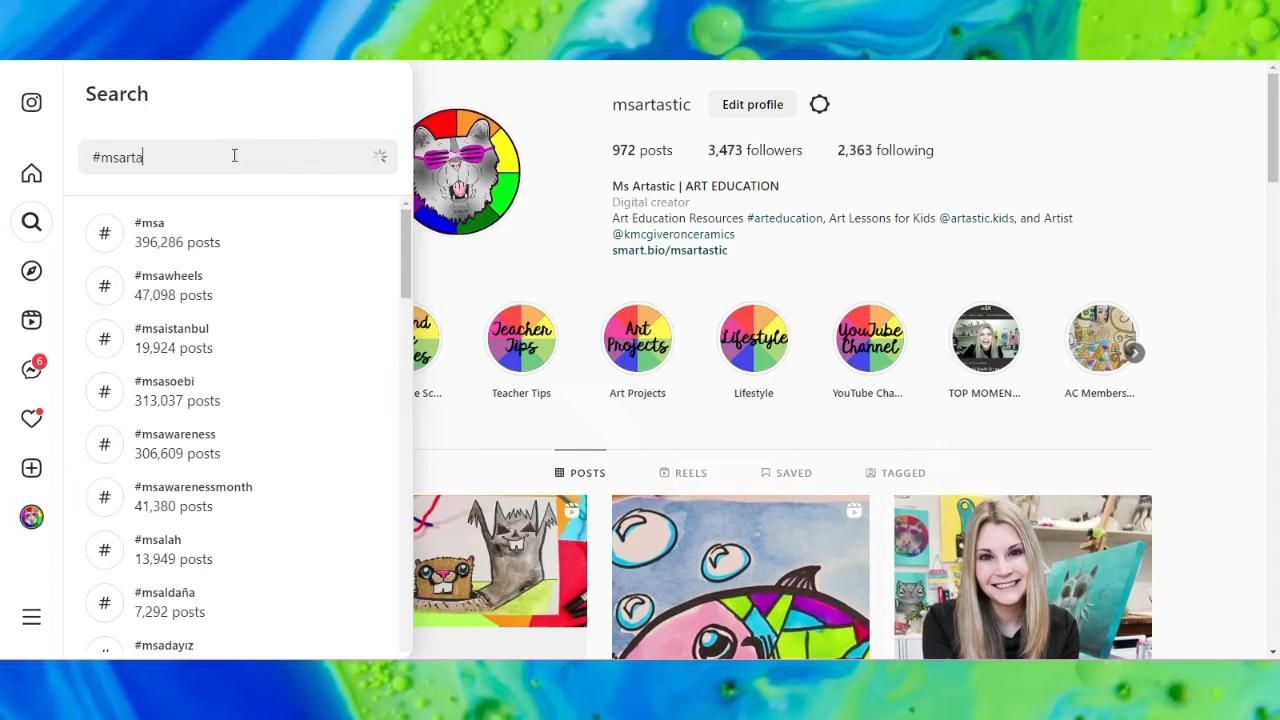 Search
#msarta
#msa
396,286 posts
#msawheels
47,098 posts
#msaistanbul
19,924 posts
#msasoebi
313,037 posts
#msawareness
306,609 posts
#msawarenessmonth
41,380 posts
#msalah
13,949 posts
#msaldaña
7,292 posts
#msadayız
6
msartastic
Edit profile
972 posts 3,473 followers 2,363 following
Ms Artastic | ART EDUCATION
Digital creator
Art Education Resources #arteducation, Art Lessons for Kids @artastic.kids, and Artist
@kmcgiveronceramics
smart.bio/msartastic
Teacher
Tips
Art
Projects
Lifestyle
YouTube
Channel
e Sc... Teacher Tips Art Projects Lifestyle YouTube Cha... TOP MOMEN... AC Members...
POSTS REELS SAVED TAGGED